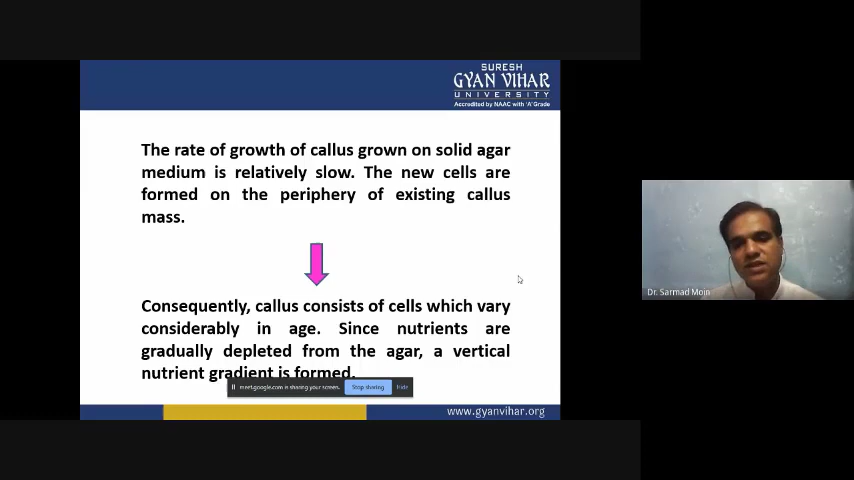 SURESH
GYAN VIHAR
UNIVERSITY
Accredited by NAAC with 'A' Grade
The rate of growth of callus grown on solid agar
medium is relatively slow. The new cells are
formed on the periphery of existing callus
mass.
Consequently, callus consists of cells which vary
considerably in age. Since nutrients are
gradually depleted from the agar, a vertical
nutrient gradient is formed.
meet.google.com is sharing your screen. Stop sharing Hide
www.gyanvihar.org
Dr. Sarmad Moin